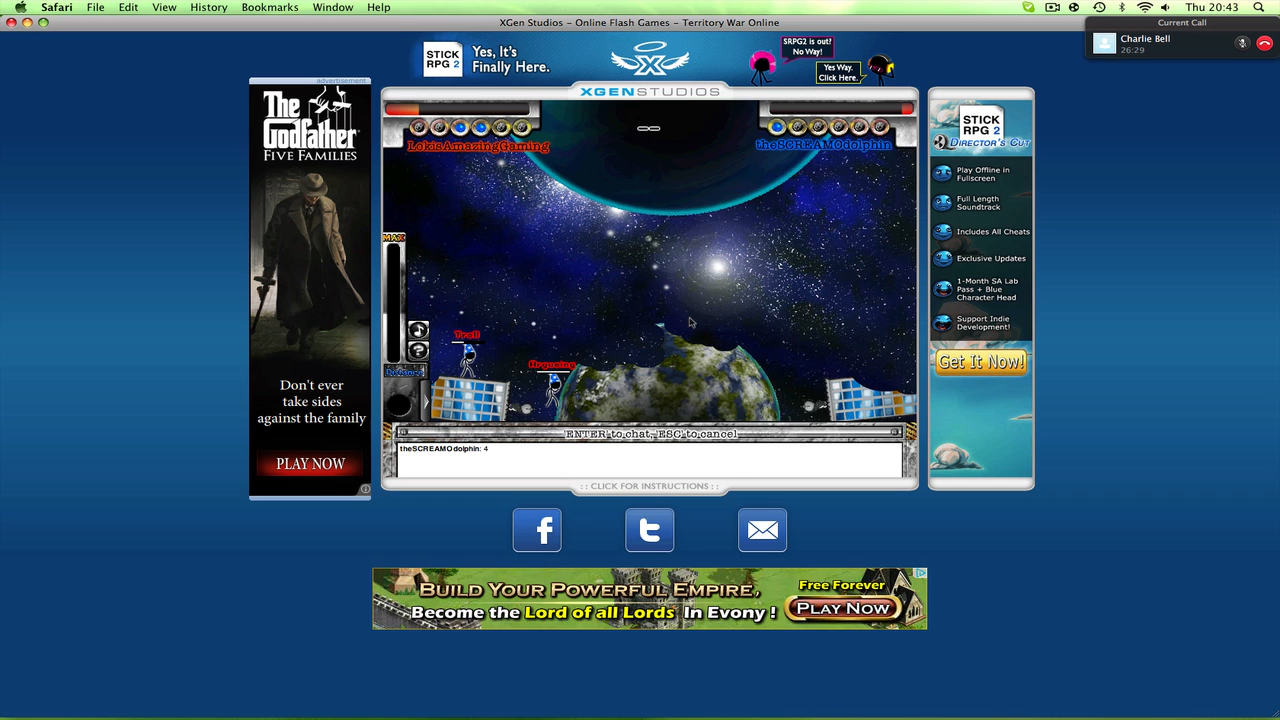 Safari File Edit View History Bookmarks Window Help
Thu 20:43
XGen Studios – Online Flash Games – Territory War Online
Current Call
Charlie Bell
26:29
STICK
RPG 2
Yes, It's
Finally Here.
X
SRPG2 is out?
No Way!
Yes Way.
Click Here.
advertisement
The
Godfather
FIVE FAMILIES
Don't ever
take sides
against the family
PLAY NOW
XGENSTUDIOS
LokisAmazingGaming
theSCREAMOdolphin
MAX
Troll
Argueing
'ENTER' to chat, 'ESC' to cancel
theSCREAMOdolphin: 4
: : CLICK FOR INSTRUCTIONS : :
STICK
RPG 2
DIRECTOR'S CUT
Play Offline in
Fullscreen
Full Length
Soundtrack
Includes All Cheats
Exclusive Updates
1-Month SA Lab
Pass + Blue
Character Head
Support Indie
Development!
Get It Now!
f
t
Build Your Powerful Empire,
Become the Lord of all Lords In Evony !
Free Forever
Play Now